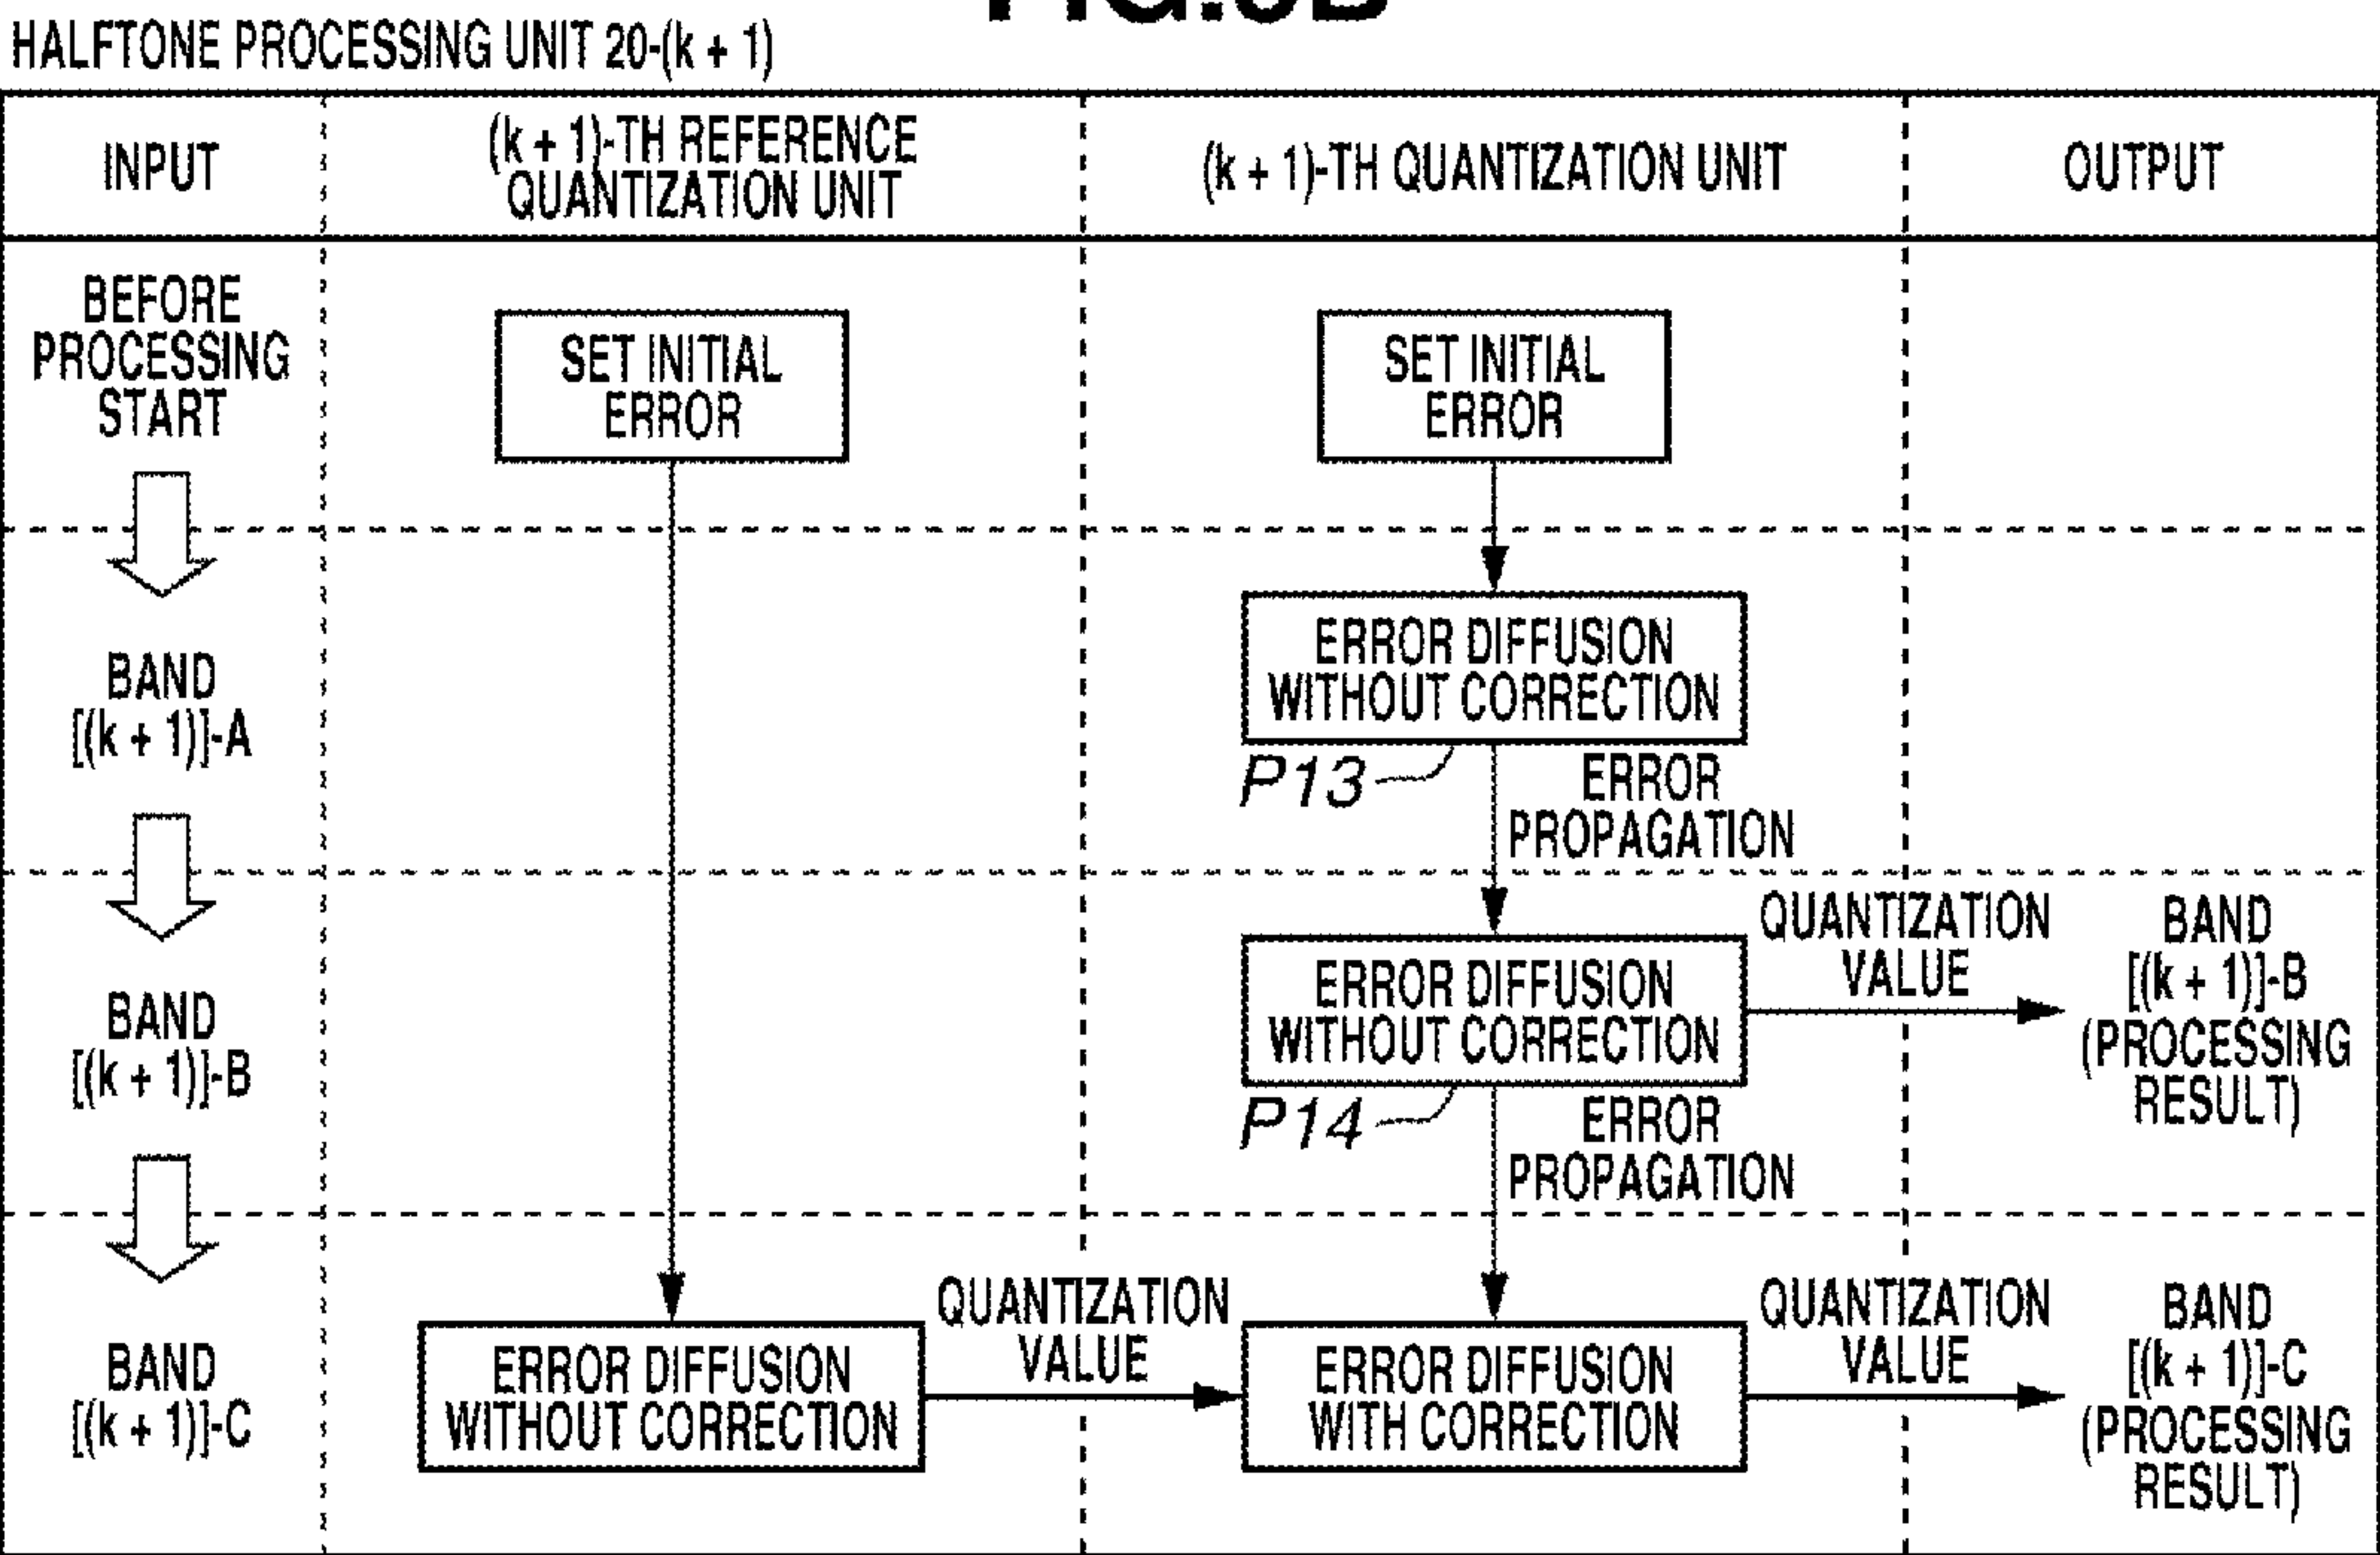 HALFTONE PROCESSING UNIT 20-(k + 1)
INPUT
(k + 1)-TH REFERENCE
QUANTIZATION UNIT
(k + 1)-TH QUANTIZATION UNIT
OUTPUT
BEFORE
PROCESSING
START
SET INITIAL
ERROR
SET INITIAL
ERROR
BAND
[(k + 1)]-A
ERROR DIFFUSION
WITHOUT CORRECTION
P13
ERROR
PROPAGATION
BAND
[(k + 1)]-B
ERROR DIFFUSION
WITHOUT CORRECTION
P14
ERROR
PROPAGATION
QUANTIZATION
VALUE
BAND
[(k + 1)]-B
(PROCESSING
RESULT)
BAND
[(k + 1)]-C
ERROR DIFFUSION
WITHOUT CORRECTION
QUANTIZATION
VALUE
ERROR DIFFUSION
WITH CORRECTION
QUANTIZATION
VALUE
BAND
[(k + 1)]-C
(PROCESSING
RESULT)